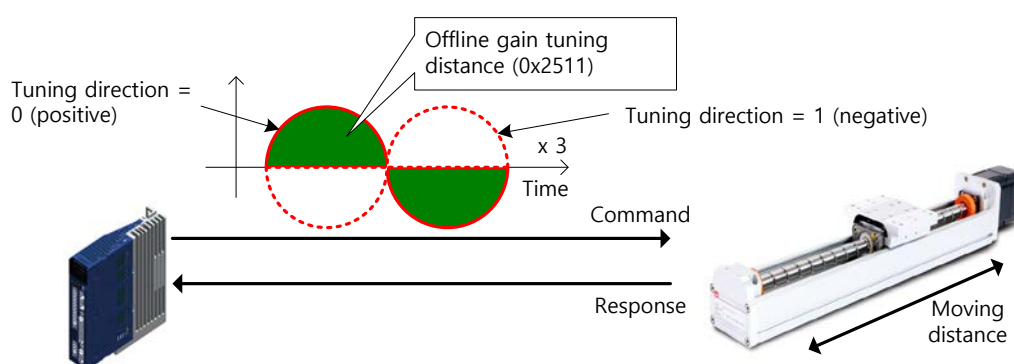 Offline gain tuning
distance (0x2511)
Tuning direction =
0 (positive)
Tuning direction = 1 (negative)
x 3
Time
Command
Response
Moving
distance